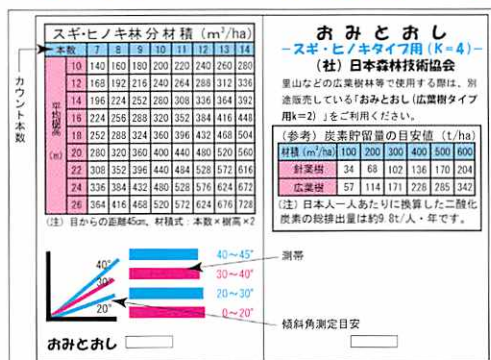 スギ・ヒノキ林分材積（m³/ha）
本数 7 8 9 10 11 12 13 14
カウント本数
平均樹高（m）
10 140 160 180 200 220 240 260 280
12 168 192 216 240 264 288 312 336
14 196 224 252 280 308 336 364 392
16 224 256 288 320 352 384 416 448
18 252 288 324 360 396 432 468 504
20 280 320 360 400 440 480 520 560
22 308 352 396 440 484 528 572 616
24 336 384 432 480 528 576 624 672
26 364 416 468 520 572 624 676 728
（注）目からの距離45cm、材積式：本数×樹高×2
40° 30° 20°
40～45°
30～40°
20～30°
0～20°
おみとおし
おみとおし
－スギ・ヒノキタイプ用（K=4）－
（社）日本森林技術協会
里山などの広葉樹林等で使用する際は、別
途販売している「おみとおし（広葉樹タイプ
用k=2）」をご利用ください。
（参考）炭素貯留量の目安値（t/ha）
材積（m³/ha） 100 200 300 400 500 600
針葉樹 34 68 102 136 170 204
広葉樹 57 114 171 228 285 342
（注）日本人一人あたりに換算した二酸化
炭素の総排出量は約9.8t/人・年です。
測帯
傾斜角測定目安